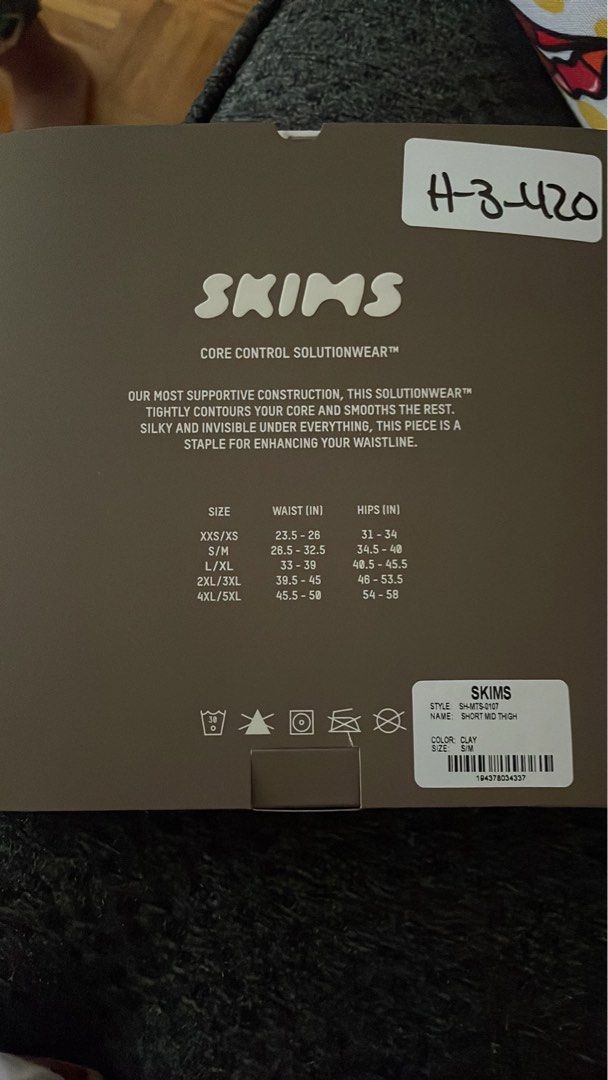 H-3-420
SKIMS
CORE CONTROL SOLUTIONWEAR™
OUR MOST SUPPORTIVE CONSTRUCTION, THIS SOLUTIONWEAR™
TIGHTLY CONTOURS YOUR CORE AND SMOOTHS THE REST.
SILKY AND INVISIBLE UNDER EVERYTHING, THIS PIECE IS A
STAPLE FOR ENHANCING YOUR WAISTLINE.
SIZE WAIST (IN) HIPS (IN)
XXS/XS 23.5 - 26 31 - 34
S/M 26.5 - 32.5 34.5 - 40
L/XL 33 - 39 40.5 - 45.5
2XL/3XL 39.5 - 45 46 - 53.5
4XL/5XL 45.5 - 50 54 - 58
30
SKIMS
STYLE: SH-MTS-0107
NAME: SHORT MID THIGH
COLOR: CLAY
SIZE: S/M
194378034337